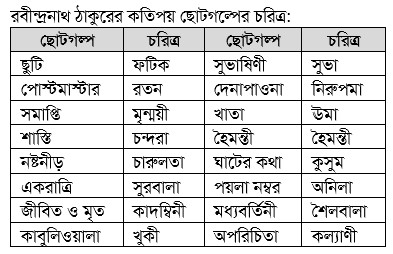 রবীন্দ্রনাথ ঠাকুরের কতিপয় ছোটগল্পের চরিত্র:
ছোটগল্প চরিত্র ছোটগল্প চরিত্র
ছুটি ফটিক সুভাষিণী সুভা
পোস্টমাস্টার রতন দেনাপাওনা নিরুপমা
সমাপ্তি মৃন্ময়ী খাতা ঊমা
শাস্তি চন্দরা হৈমন্তী হৈমন্তী
নষ্টনীড় চারুলতা ঘাটের কথা কুসুম
একরাত্রি সুরবালা পয়লা নম্বর অনিলা
জীবিত ও মৃত কাদম্বিনী মধ্যবর্তিনী শৈলবালা
কাবুলিওয়ালা খুকী অপরিচিতা কল্যাণী